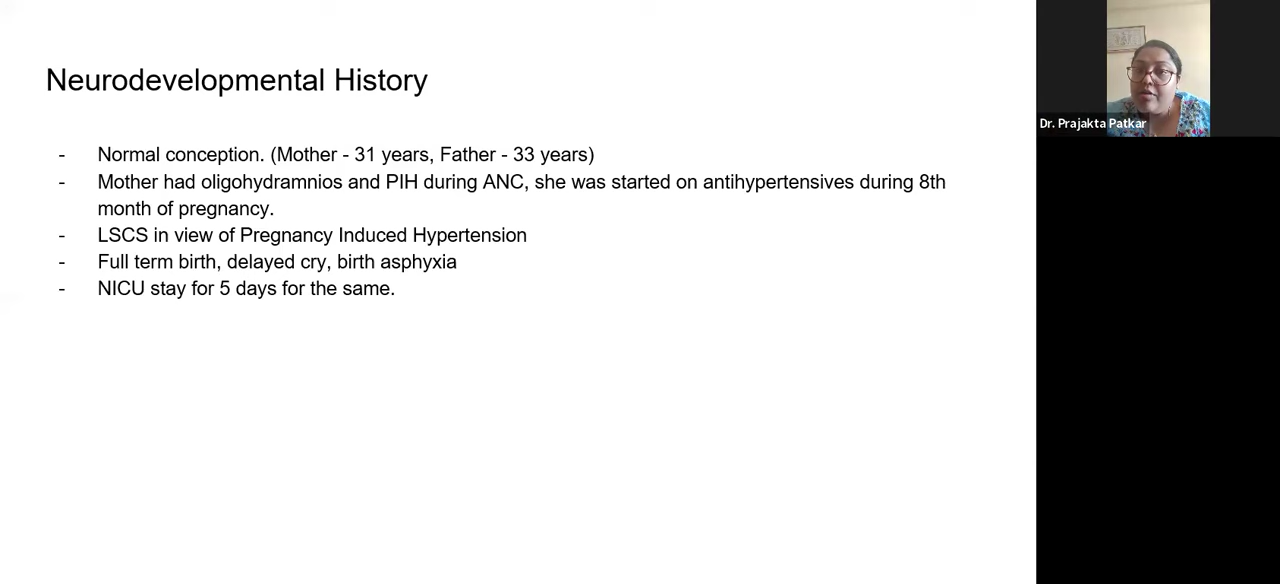 Neurodevelopmental History
- Normal conception. (Mother - 31 years, Father - 33 years)
- Mother had oligohydramnios and PIH during ANC, she was started on antihypertensives during 8th
month of pregnancy.
- LSCS in view of Pregnancy Induced Hypertension
- Full term birth, delayed cry, birth asphyxia
- NICU stay for 5 days for the same.
Dr. Prajakta Patkar